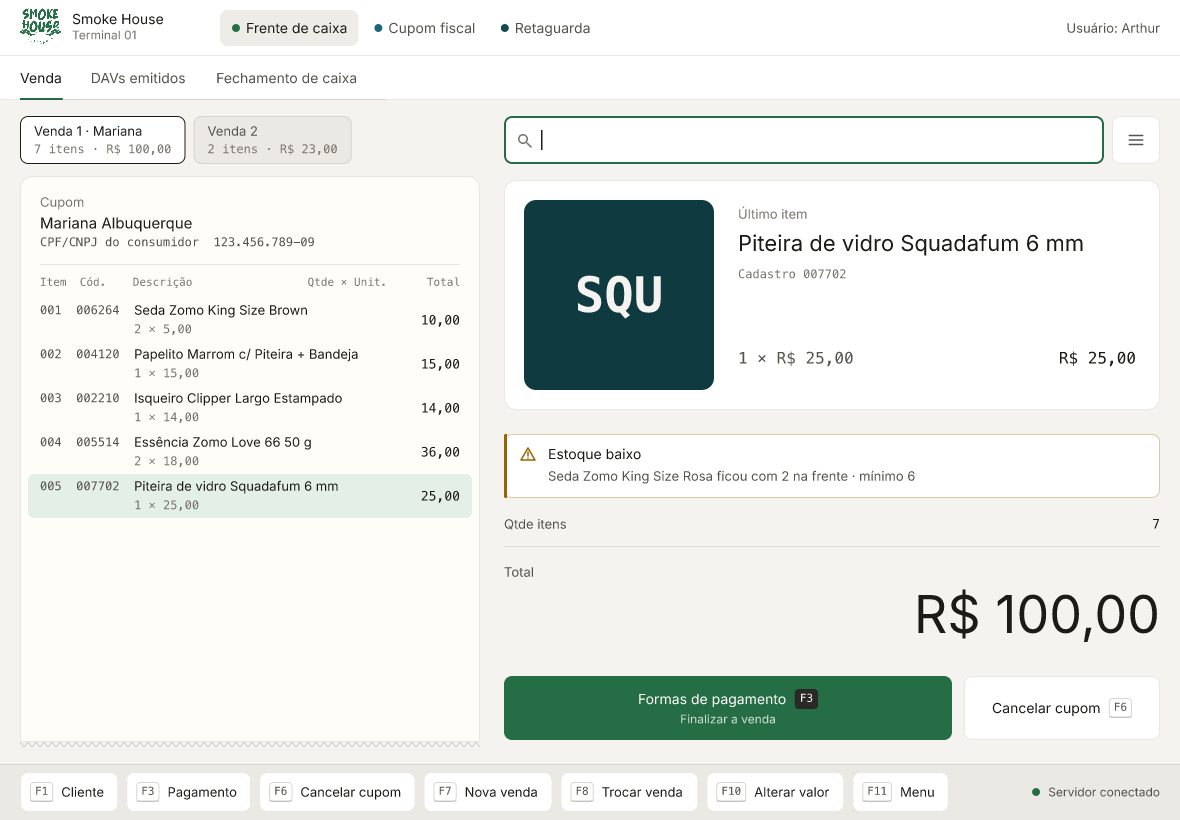 SMOKE
HOUSE
Smoke House
Terminal 01
Frente de caixa
Cupom fiscal
Retaguarda
Usuário: Arthur
Venda
DAVs emitidos
Fechamento de caixa
Venda 1 · Mariana
7 itens · R$ 100,00
Venda 2
2 itens · R$ 23,00
Cupom
Mariana Albuquerque
CPF/CNPJ do consumidor 123.456.789-09
Item Cód. Descrição Qtde × Unit. Total
001 006264 Seda Zomo King Size Brown
2 × 5,00 10,00
002 004120 Papelito Marrom c/ Piteira + Bandeja
1 × 15,00 15,00
003 002210 Isqueiro Clipper Largo Estampado
1 × 14,00 14,00
004 005514 Essência Zomo Love 66 50 g
2 × 18,00 36,00
005 007702 Piteira de vidro Squadafum 6 mm
1 × 25,00 25,00
SQU
Último item
Piteira de vidro Squadafum 6 mm
Cadastro 007702
1 × R$ 25,00 R$ 25,00
Estoque baixo
Seda Zomo King Size Rosa ficou com 2 na frente · mínimo 6
Qtde itens 7
Total
R$ 100,00
Formas de pagamento F3
Finalizar a venda
Cancelar cupom F6
F1 Cliente
F3 Pagamento
F6 Cancelar cupom
F7 Nova venda
F8 Trocar venda
F10 Alterar valor
F11 Menu
Servidor conectado